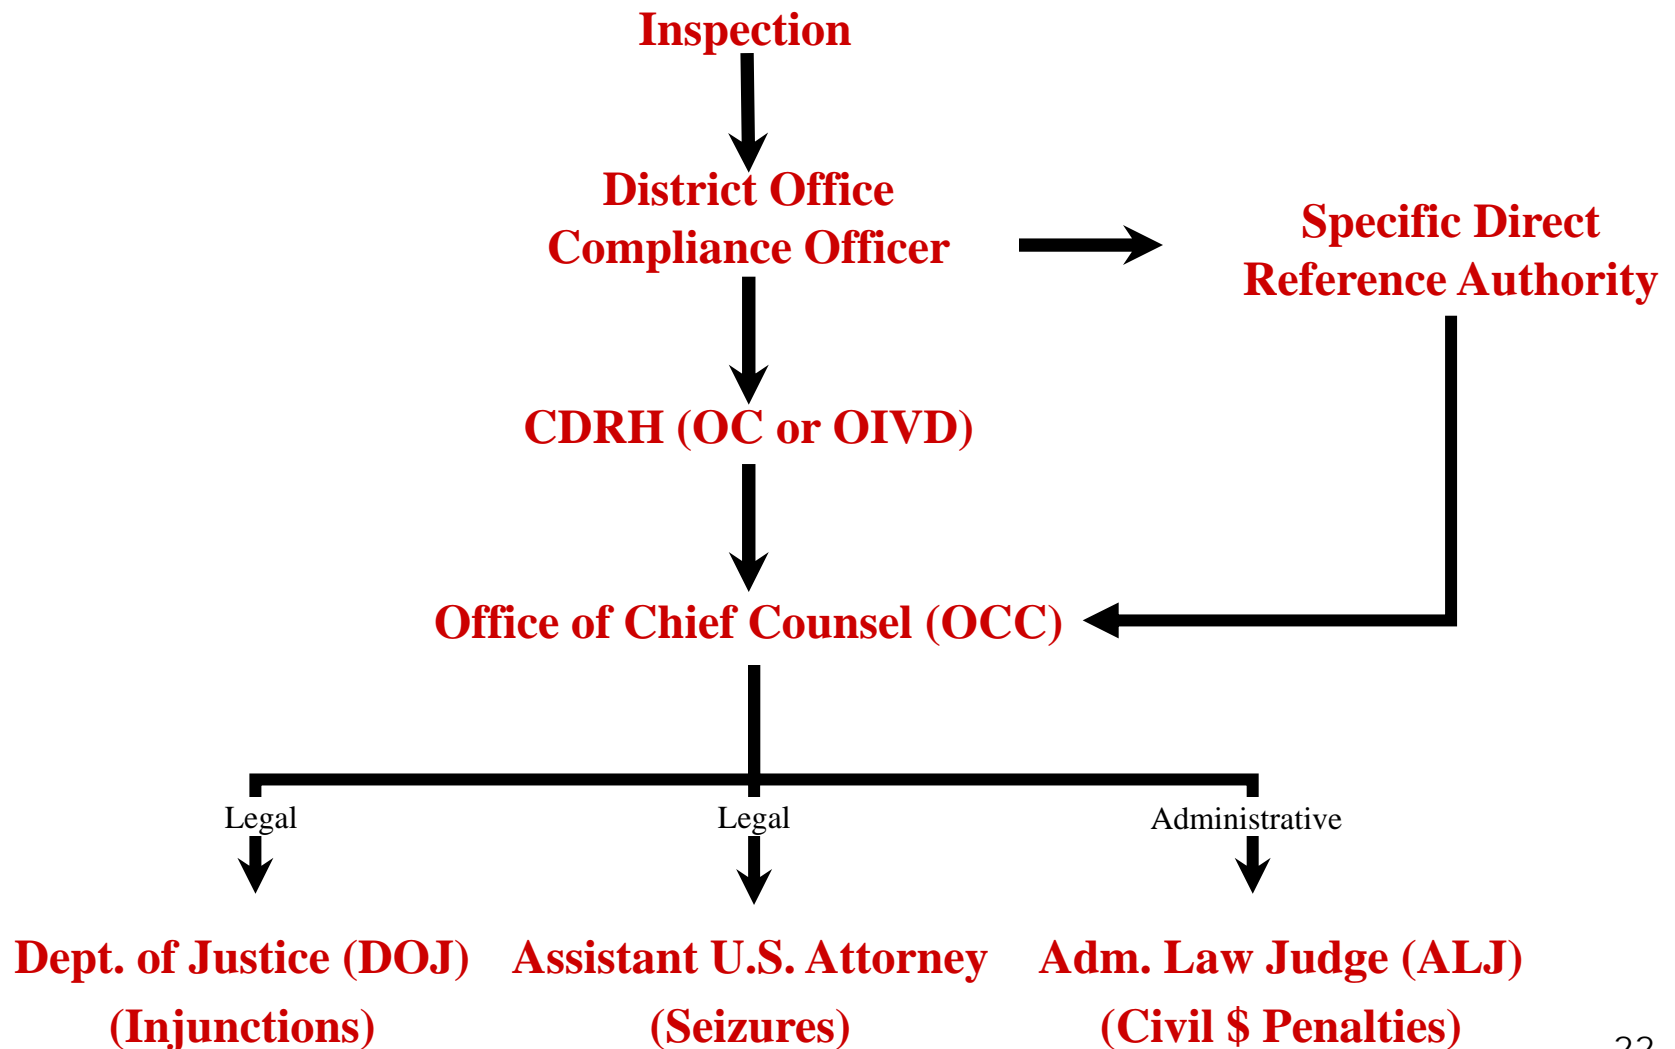 Inspection
District Office
Compliance Officer
Specific Direct
Reference Authority
CDRH (OC or OIVD)
Office of Chief Counsel (OCC)
Legal
Legal
Administrative
Dept. of Justice (DOJ)
(Injunctions)
Assistant U.S. Attorney
(Seizures)
Adm. Law Judge (ALJ)
(Civil $ Penalties)
22